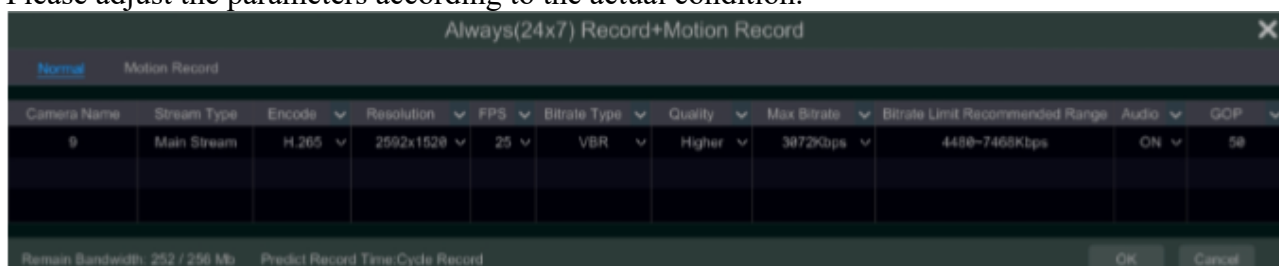 Please adjust the parameters according to the actual condition.
Always(24x7) Record+Motion Record
Normal Motion Record
Camera Name Stream Type Encode Resolution FPS Bitrate Type Quality Max Bitrate Bitrate Limit Recommended Range Audio GOP
9 Main Stream H.265 2592x1520 25 VBR Higher 3072Kbps 4480~7468Kbps ON 50
Remain Bandwidth: 252 / 256 Mb Predict Record Time:Cycle Record OK Cancel